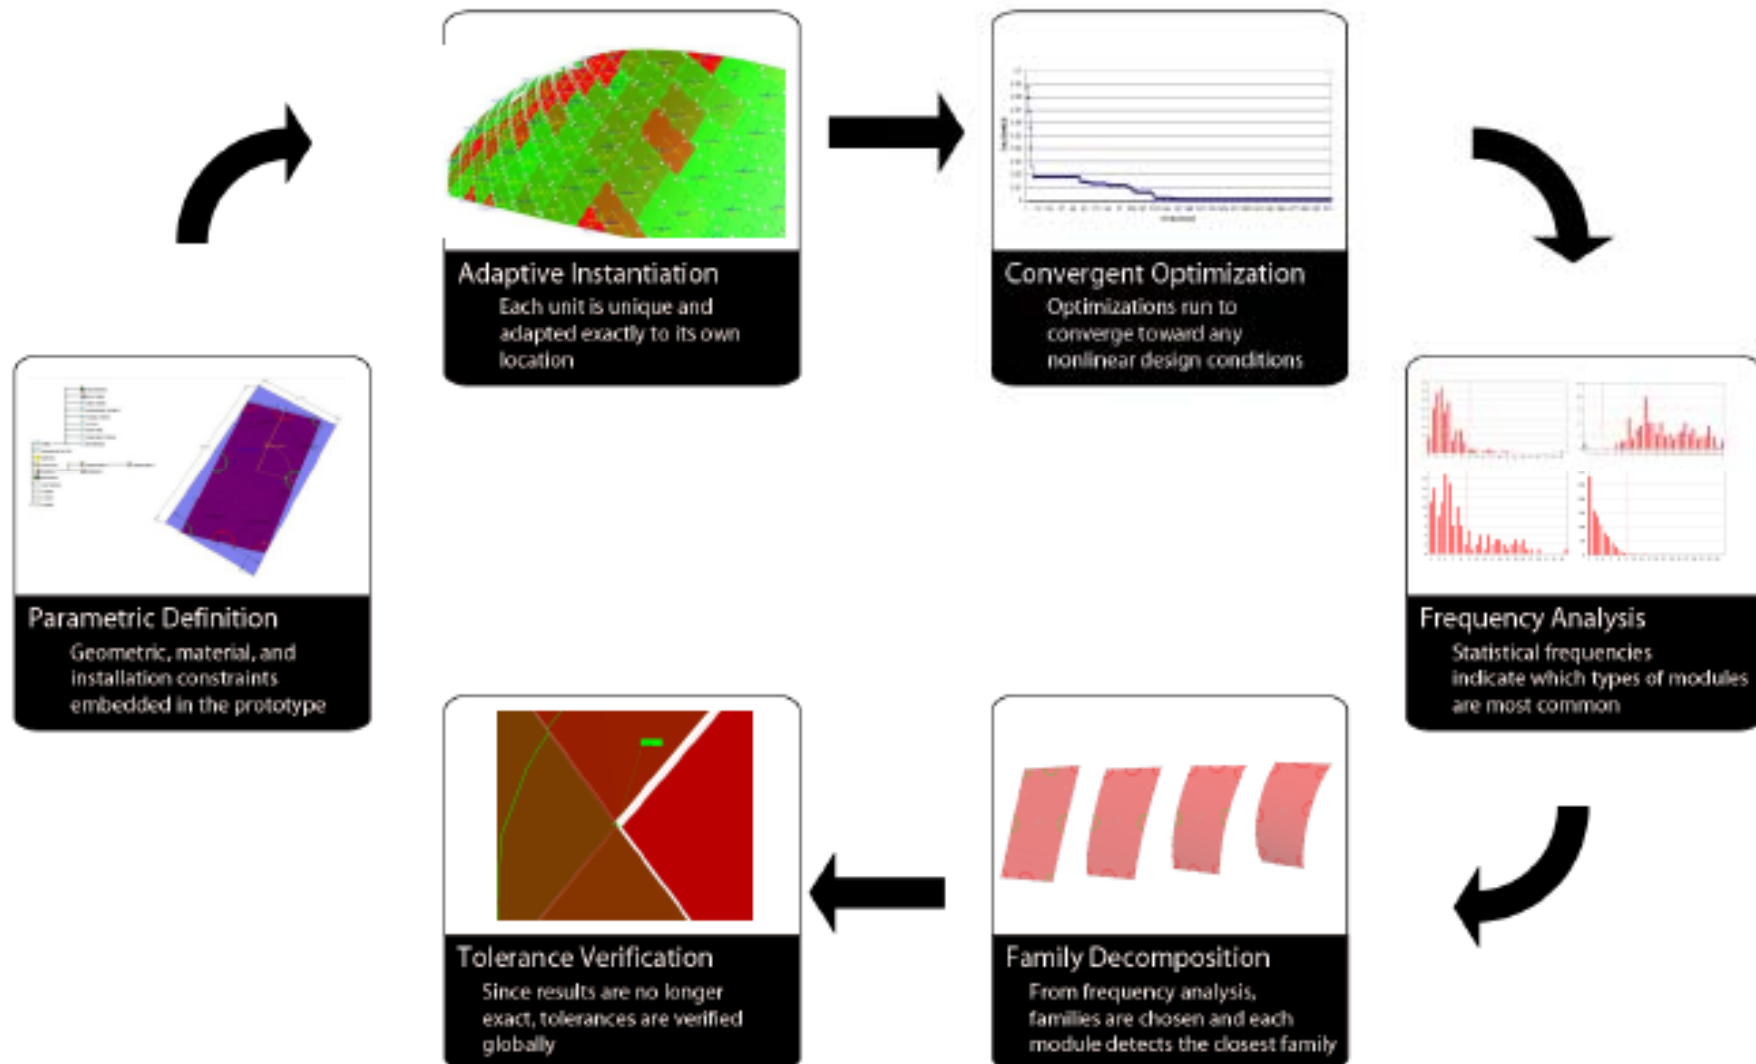 Adaptive Instantiation
Each unit is unique and
adapted exactly to its own
location
Convergent Optimization
Optimizations run to
converge toward any
nonlinear design conditions
Parametric Definition
Geometric, material, and
installation constraints
embedded in the prototype
Frequency Analysis
Statistical frequencies
indicate which types of modules
are most common
Tolerance Verification
Since results are no longer
exact, tolerances are verified
globally
Family Decomposition
From frequency analysis,
families are chosen and each
module detects the closest family